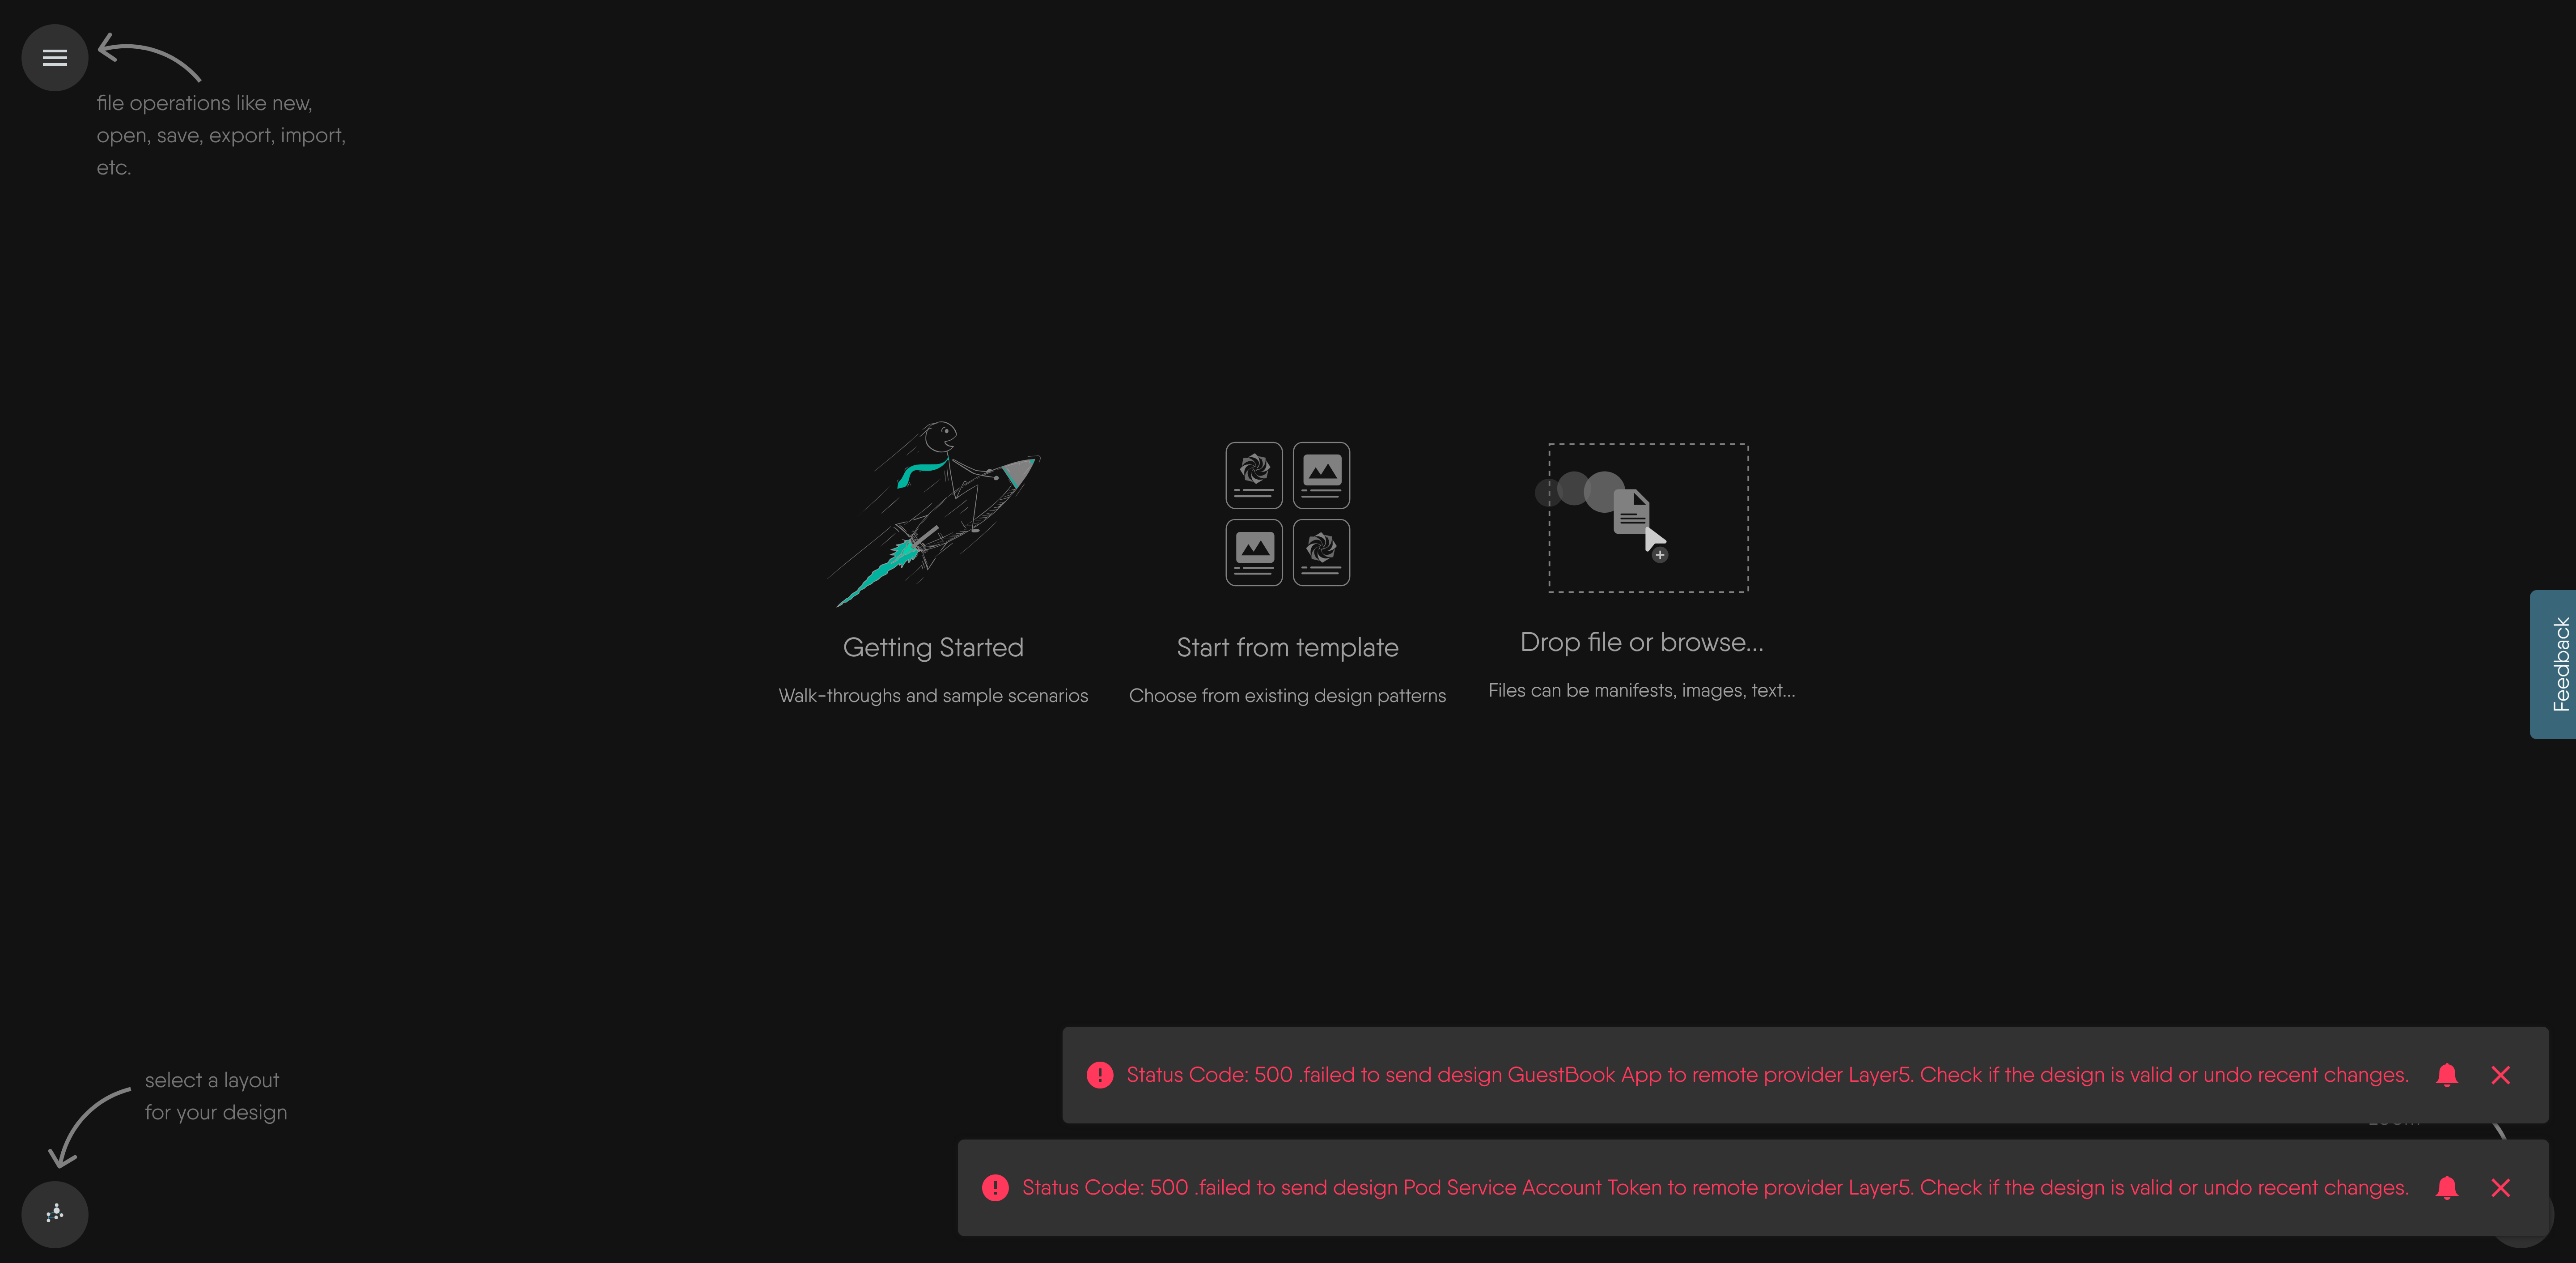 file operations like new,
open, save, export, import,
etc.
Getting Started
Walk-throughs and sample scenarios
Start from template
Choose from existing design patterns
Drop file or browse...
Files can be manifests, images, text...
Feedback
Status Code: 500 .failed to send design GuestBook App to remote provider Layer5. Check if the design is valid or undo recent changes.
Status Code: 500 .failed to send design Pod Service Account Token to remote provider Layer5. Check if the design is valid or undo recent changes.
select a layout
for your design